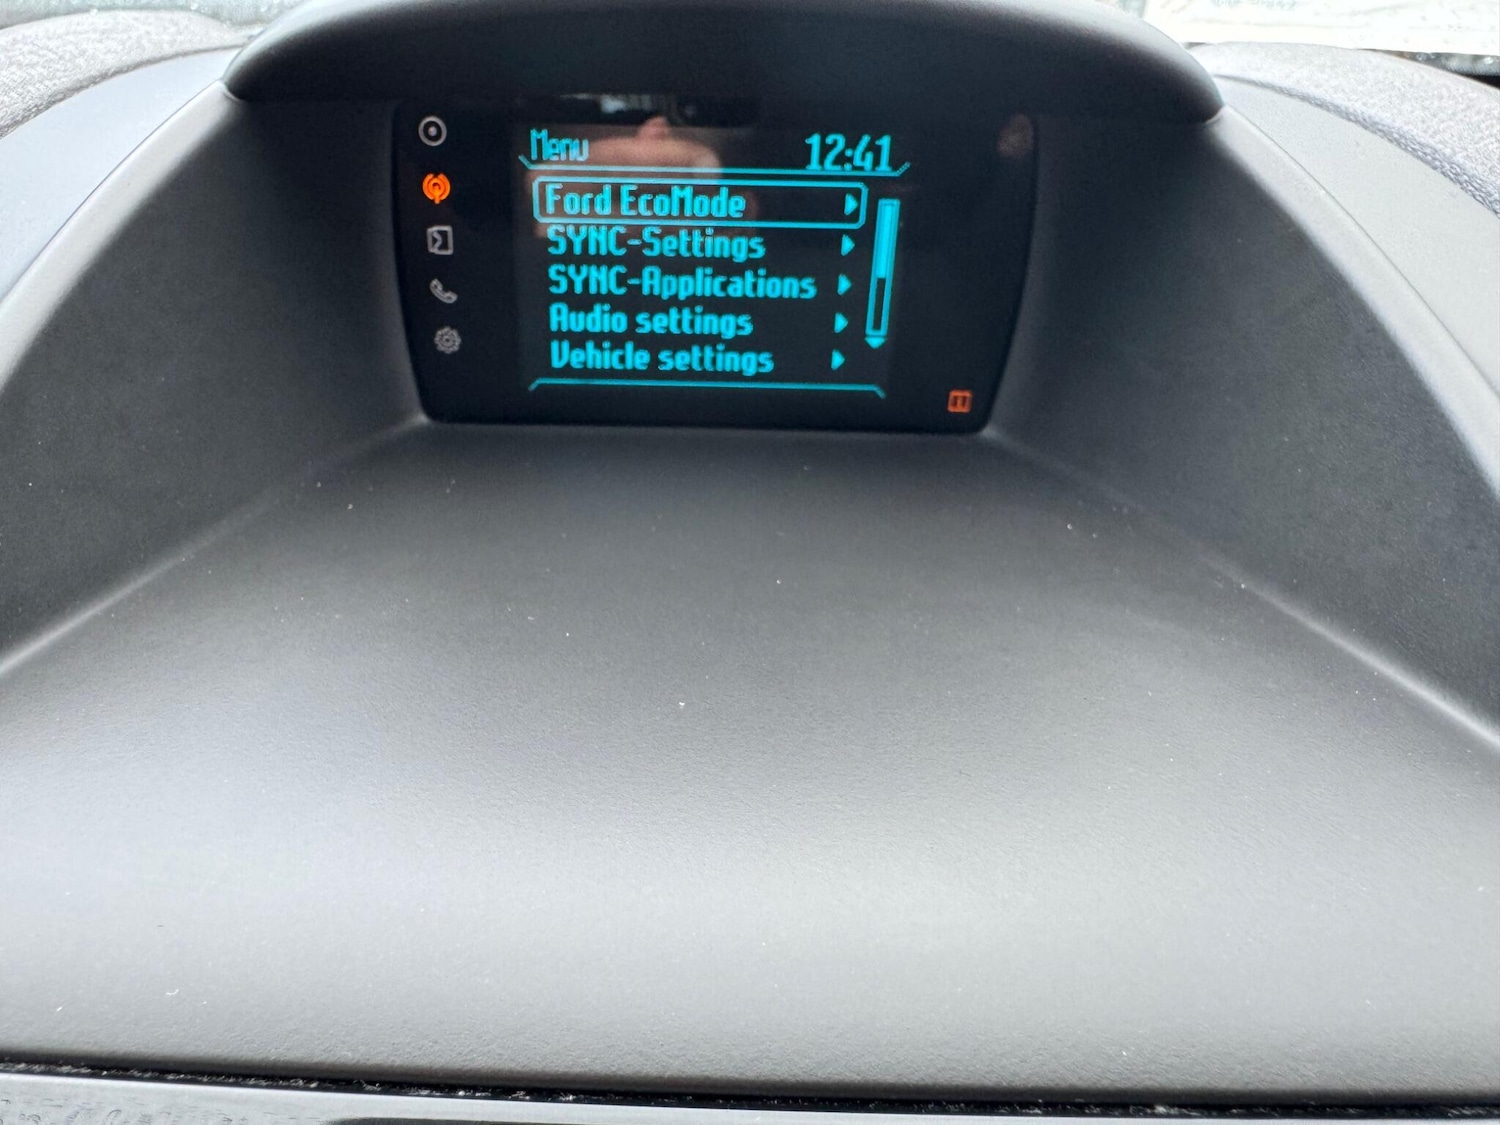 Menu 12:41
Ford EcoMode
SYNC-Settings
SYNC-Applications
Audio settings
Vehicle settings